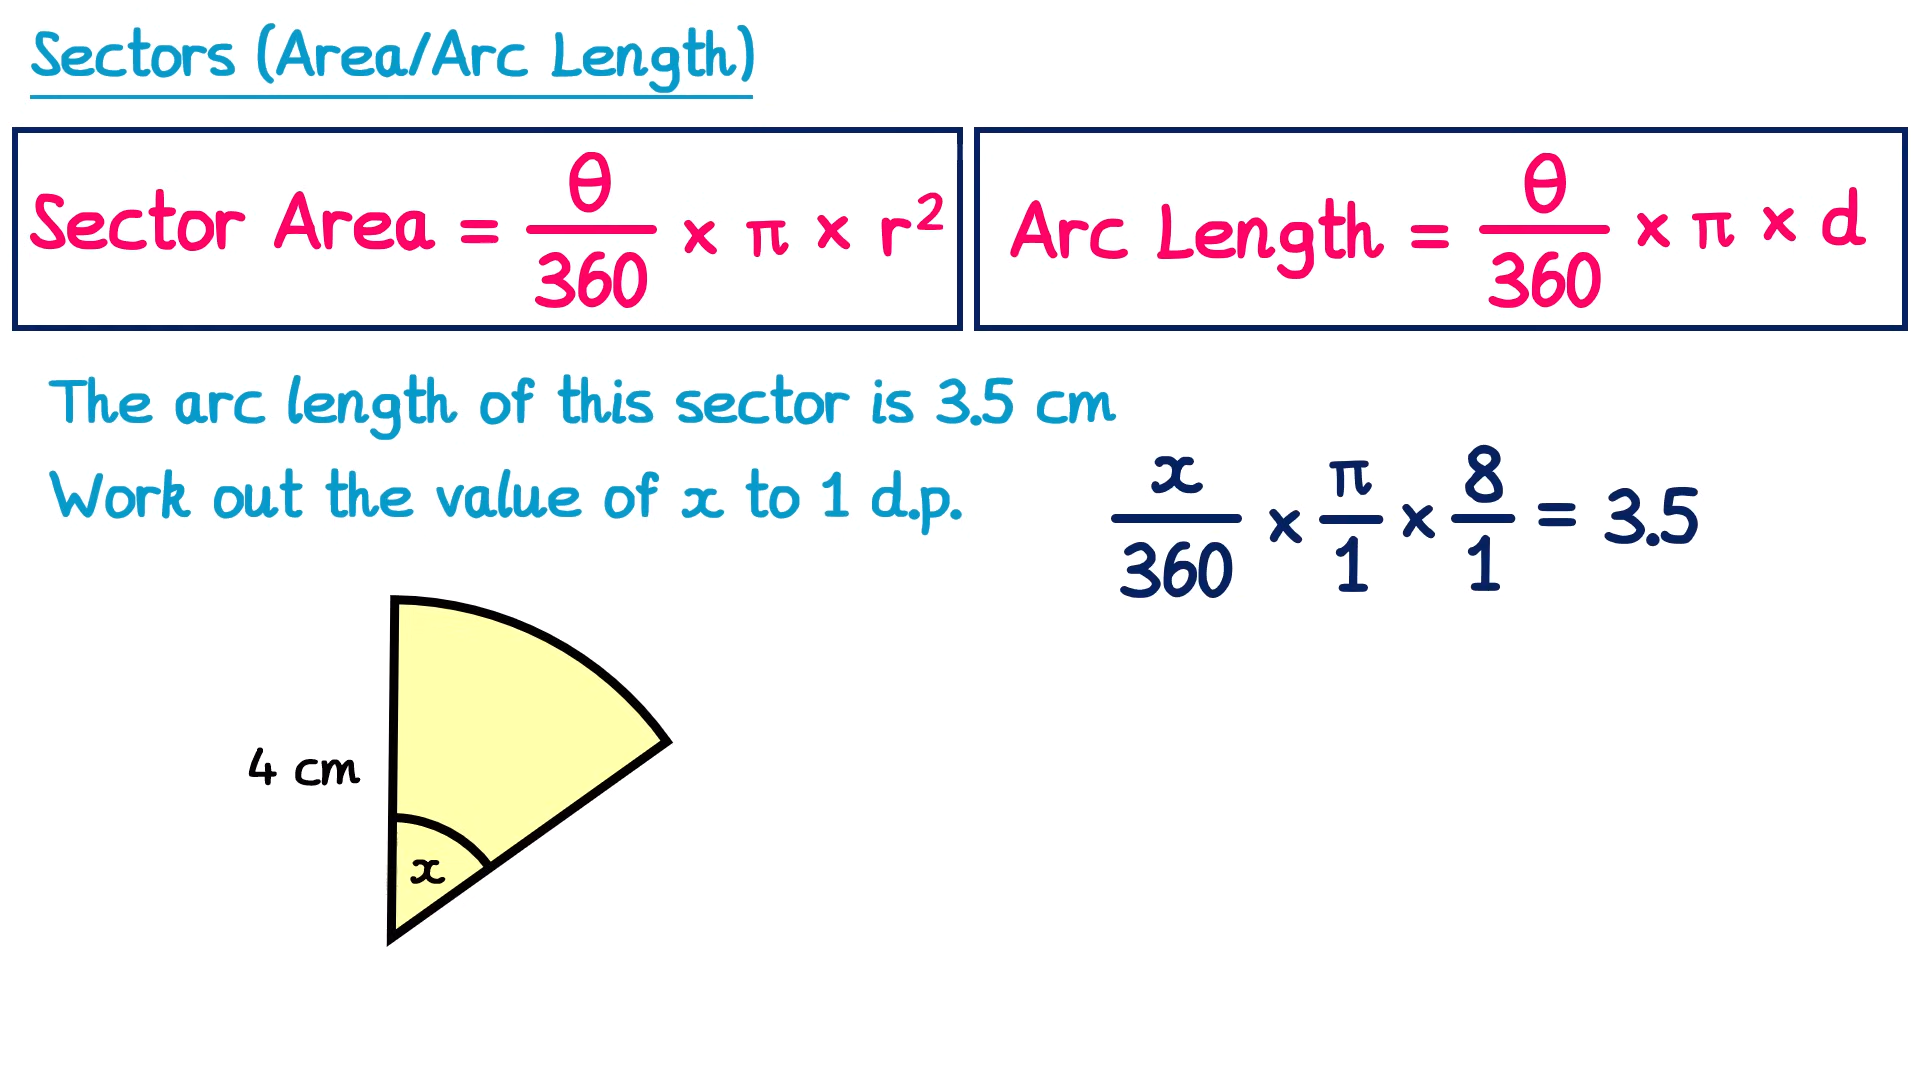 Sectors (Area/Arc Length)
Sector Area = θ/360 × π × r²
Arc Length = θ/360 × π × d
The arc length of this sector is 3.5 cm
Work out the value of x to 1 d.p.
x/360 × π/1 × 8/1 = 3.5
4 cm
x